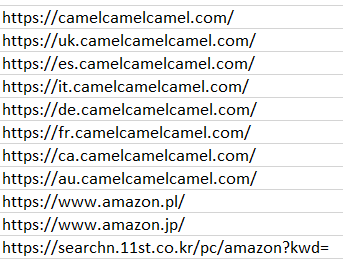 https://camelcamelcamel.com/
https://uk.camelcamelcamel.com/
https://es.camelcamelcamel.com/
https://it.camelcamelcamel.com/
https://de.camelcamelcamel.com/
https://fr.camelcamelcamel.com/
https://ca.camelcamelcamel.com/
https://au.camelcamelcamel.com/
https://www.amazon.pl/
https://www.amazon.jp/
https://searchn.11st.co.kr/pc/amazon?kwd=